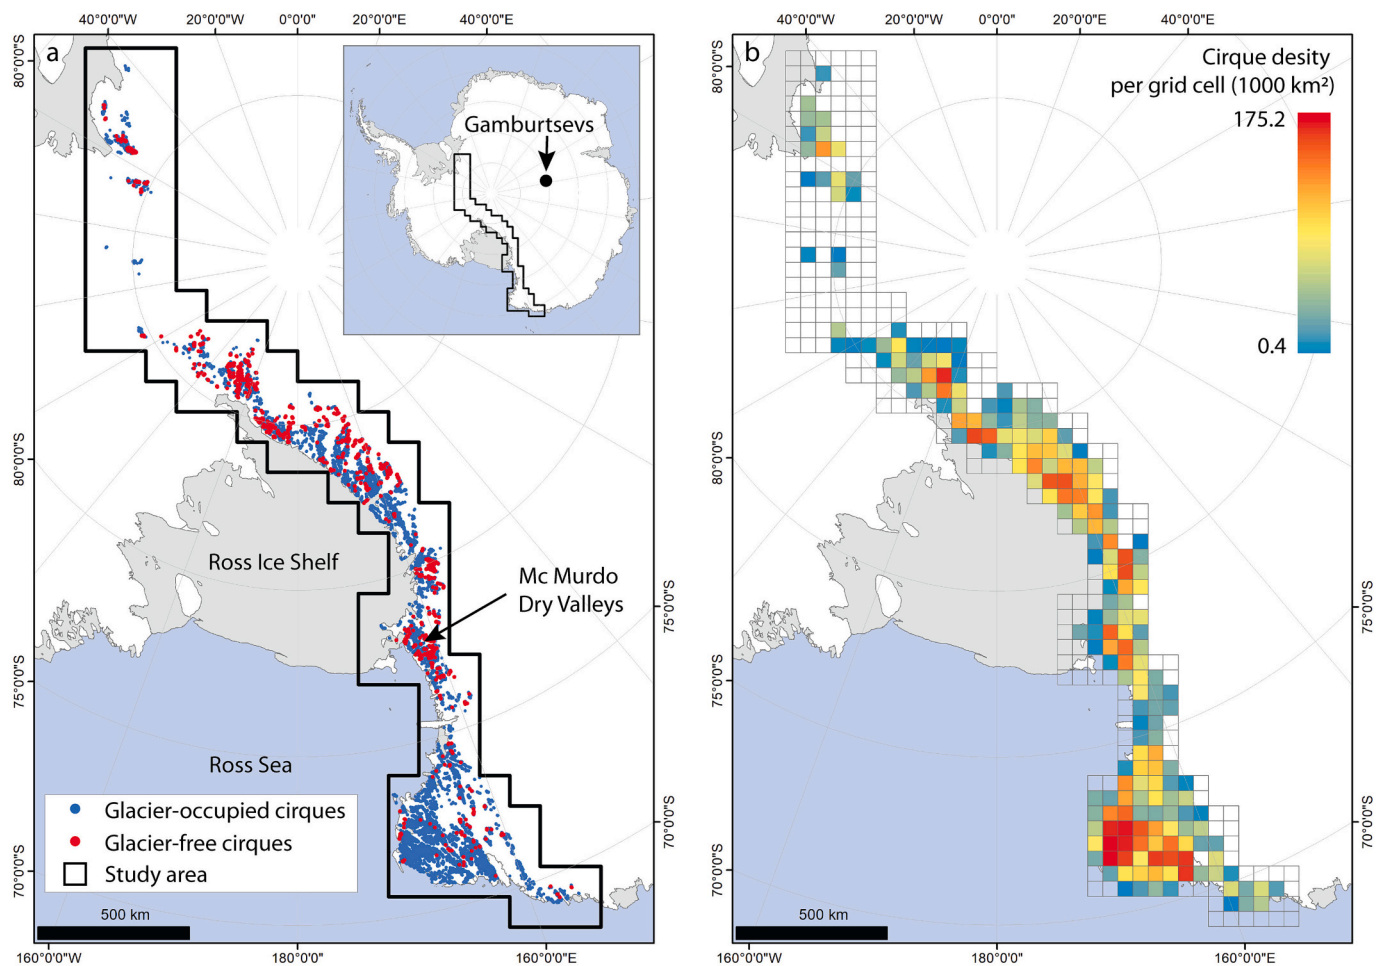 40°0'0"W
20°0'0"W
0°0'0"
20°0'0"E
40°0'0"E
a
80°0'0"S
Gamburtsevs
80°0'0"S
Ross Ice Shelf
Mc Murdo
Dry Valleys
75°0'0"S
75°0'0"S
Ross Sea
Glacier-occupied cirques
Glacier-free cirques
Study area
70°0'0"S
70°0'0"S
500 km
160°0'0"W
180°0'0"
160°0'0"E
40°0'0"W
20°0'0"W
0°0'0"
20°0'0"E
40°0'0"E
b
Cirque desity
per grid cell (1000 km²)
175.2
0.4
80°0'0"S
80°0'0"S
75°0'0"S
75°0'0"S
70°0'0"S
70°0'0"S
500 km
160°0'0"W
180°0'0"
160°0'0"E